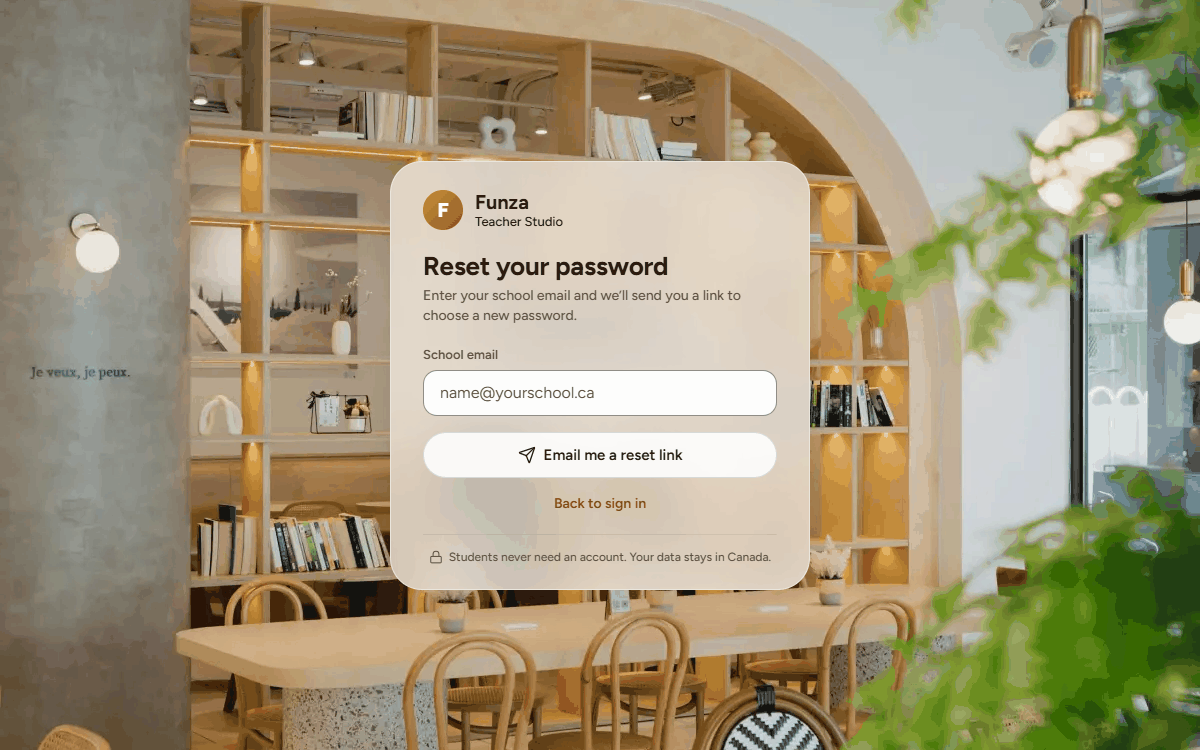 F
Funza
Teacher Studio
Reset your password
Enter your school email and we’ll send you a link to
choose a new password.
School email
name@yourschool.ca
Email me a reset link
Back to sign in
Students never need an account. Your data stays in Canada.
Je veux, je peux.